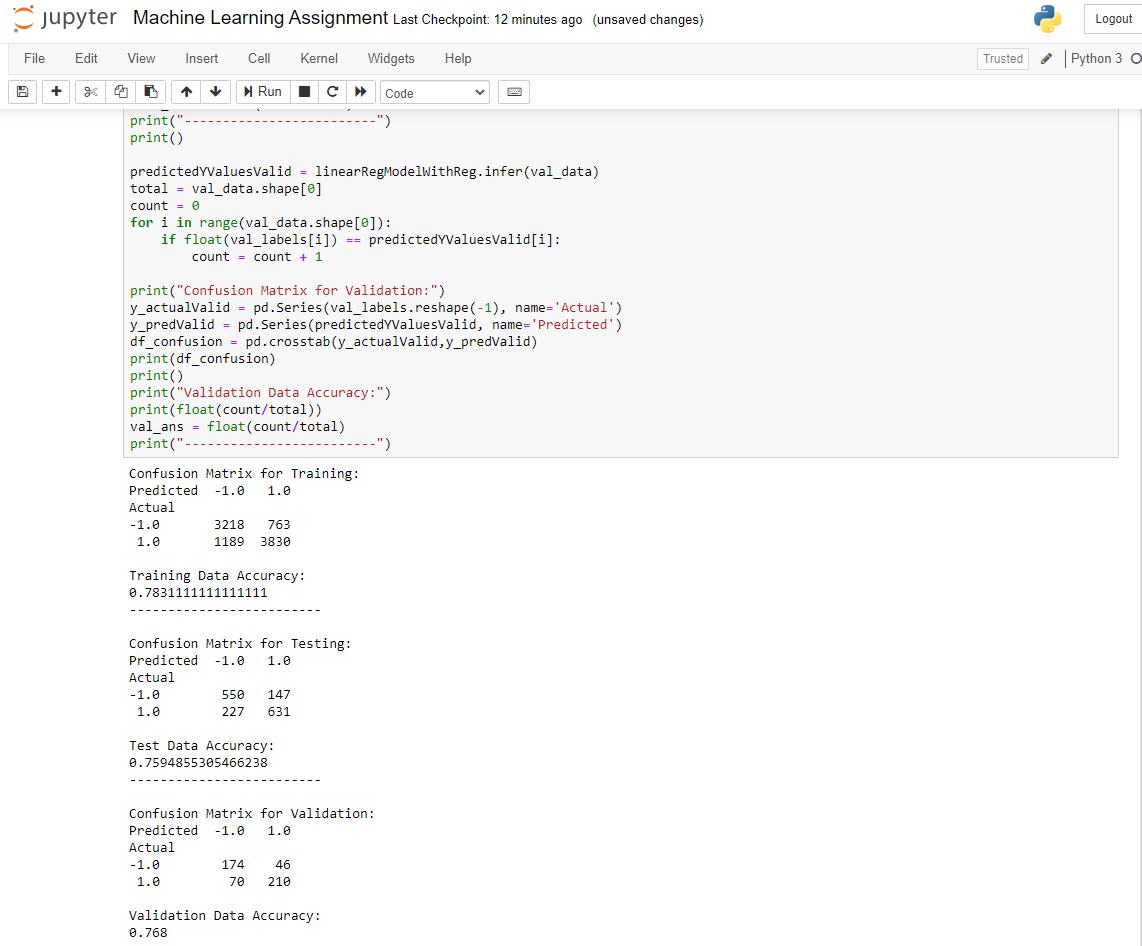 jupyter Machine Learning Assignment Last Checkpoint: 12 minutes ago (unsaved changes)
Logout
File Edit View Insert Cell Kernel Widgets Help
Trusted Python 3
Run Code
print("-------------------------")
print()
predictedYValuesValid = linearRegModelWithReg.infer(val_data)
total = val_data.shape[0]
count = 0
for i in range(val_data.shape[0]):
    if float(val_labels[i]) == predictedYValuesValid[i]:
        count = count + 1
print("Confusion Matrix for Validation:")
y_actualValid = pd.Series(val_labels.reshape(-1), name='Actual')
y_predValid = pd.Series(predictedYValuesValid, name='Predicted')
df_confusion = pd.crosstab(y_actualValid,y_predValid)
print(df_confusion)
print()
print("Validation Data Accuracy:")
print(float(count/total))
val_ans = float(count/total)
print("-------------------------")
Confusion Matrix for Training:
Predicted  -1.0   1.0
Actual
-1.0       3218   763
 1.0       1189  3830
Training Data Accuracy:
0.7831111111111111
-------------------------
Confusion Matrix for Testing:
Predicted  -1.0   1.0
Actual
-1.0        550   147
 1.0        227   631
Test Data Accuracy:
0.7594855305466238
-------------------------
Confusion Matrix for Validation:
Predicted  -1.0   1.0
Actual
-1.0        174    46
 1.0         70   210
Validation Data Accuracy:
0.768